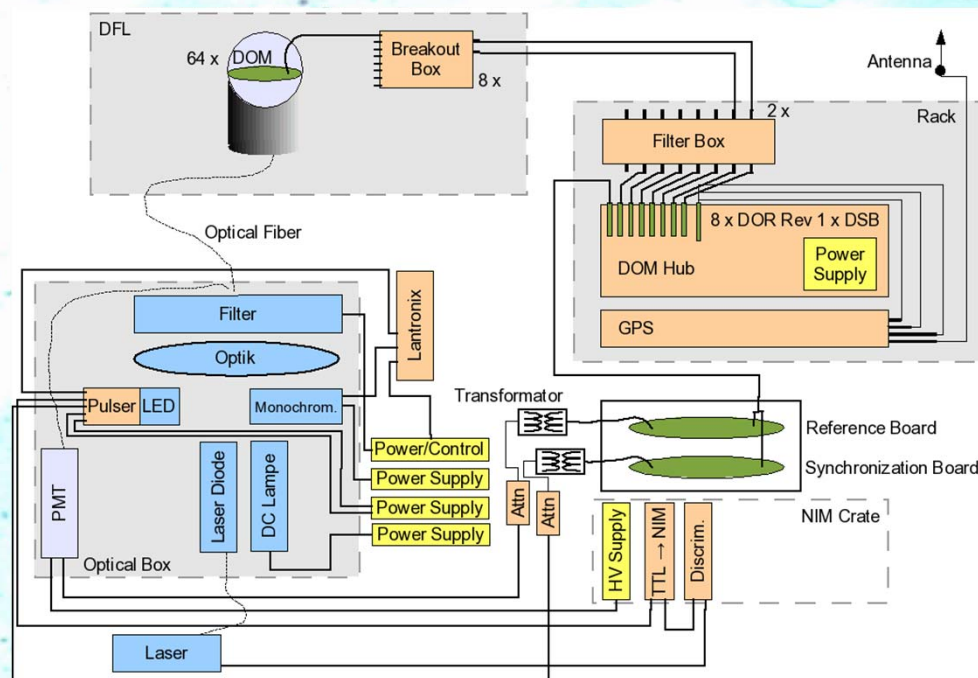 DFL
64 x
DOM
Breakout
Box
8 x
Antenna
2 x
Rack
Filter Box
Optical Fiber
8 x DOR Rev 1 x DSB
Power
Supply
DOM Hub
Filter
Lantronix
GPS
Optik
Pulser
LED
Monochrom.
Transformator
Reference Board
Power/Control
Synchronization Board
Power Supply
Power Supply
Power Supply
PMT
Laser Diode
DC Lampe
Attn
Attn
HV Supply
TTL → NIM
Discrim.
NIM Crate
Optical Box
Laser